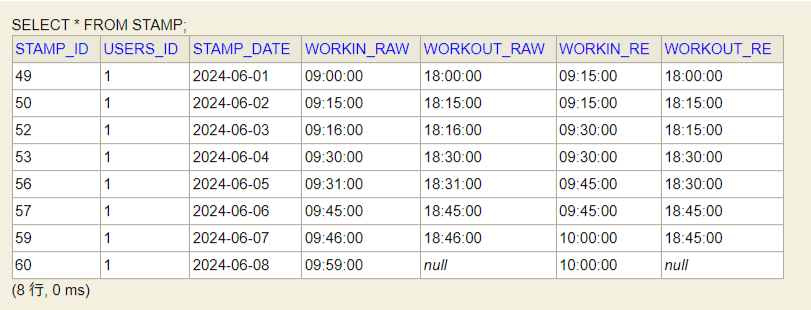 SELECT * FROM STAMP;
STAMP_ID USERS_ID STAMP_DATE WORKIN_RAW WORKOUT_RAW WORKIN_RE WORKOUT_RE
49 1 2024-06-01 09:00:00 18:00:00 09:15:00 18:00:00
50 1 2024-06-02 09:15:00 18:15:00 09:15:00 18:15:00
52 1 2024-06-03 09:16:00 18:16:00 09:30:00 18:15:00
53 1 2024-06-04 09:30:00 18:30:00 09:30:00 18:30:00
56 1 2024-06-05 09:31:00 18:31:00 09:45:00 18:30:00
57 1 2024-06-06 09:45:00 18:45:00 09:45:00 18:45:00
59 1 2024-06-07 09:46:00 18:46:00 10:00:00 18:45:00
60 1 2024-06-08 09:59:00 null 10:00:00 null
(8 行, 0 ms)